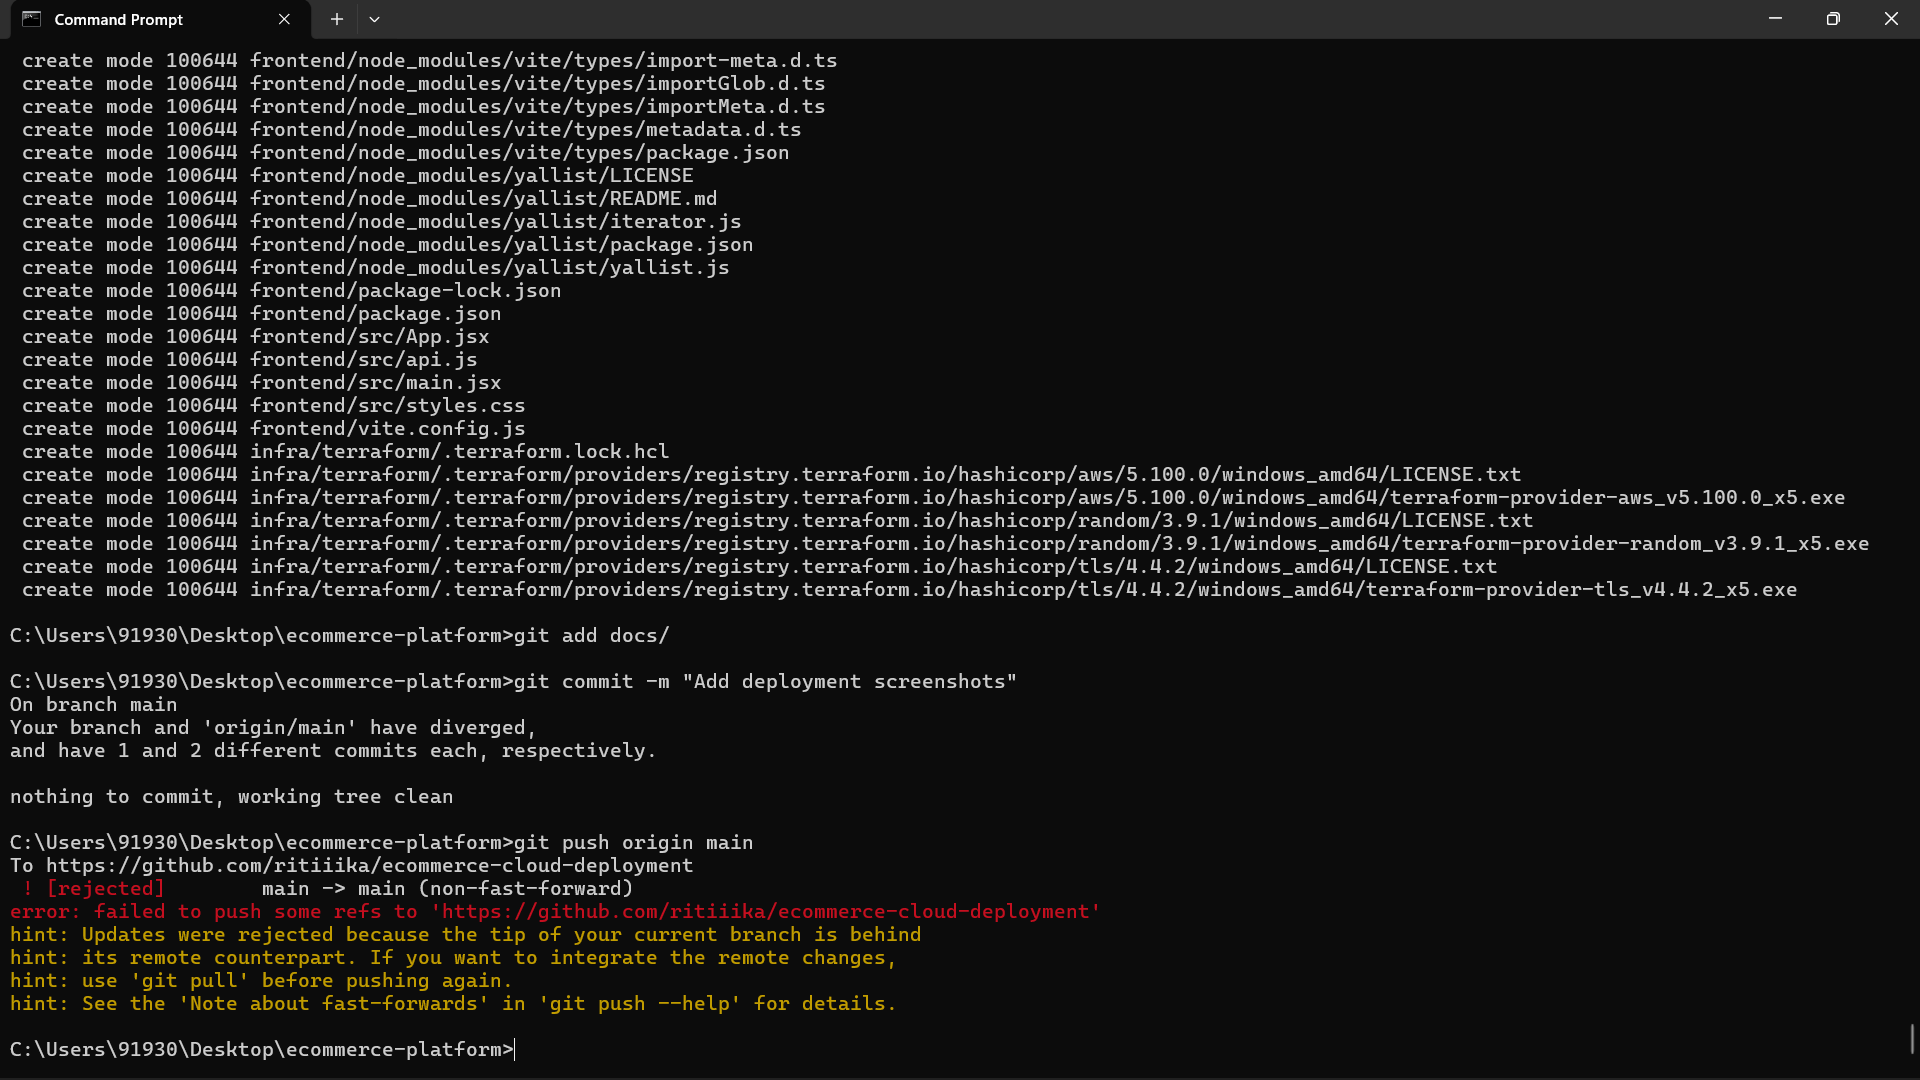 Command Prompt
create mode 100644 frontend/node_modules/vite/types/import-meta.d.ts
create mode 100644 frontend/node_modules/vite/types/importGlob.d.ts
create mode 100644 frontend/node_modules/vite/types/importMeta.d.ts
create mode 100644 frontend/node_modules/vite/types/metadata.d.ts
create mode 100644 frontend/node_modules/vite/types/package.json
create mode 100644 frontend/node_modules/yallist/LICENSE
create mode 100644 frontend/node_modules/yallist/README.md
create mode 100644 frontend/node_modules/yallist/iterator.js
create mode 100644 frontend/node_modules/yallist/package.json
create mode 100644 frontend/node_modules/yallist/yallist.js
create mode 100644 frontend/package-lock.json
create mode 100644 frontend/package.json
create mode 100644 frontend/src/App.jsx
create mode 100644 frontend/src/api.js
create mode 100644 frontend/src/main.jsx
create mode 100644 frontend/src/styles.css
create mode 100644 frontend/vite.config.js
create mode 100644 infra/terraform/.terraform.lock.hcl
create mode 100644 infra/terraform/.terraform/providers/registry.terraform.io/hashicorp/aws/5.100.0/windows_amd64/LICENSE.txt
create mode 100644 infra/terraform/.terraform/providers/registry.terraform.io/hashicorp/aws/5.100.0/windows_amd64/terraform-provider-aws_v5.100.0_x5.exe
create mode 100644 infra/terraform/.terraform/providers/registry.terraform.io/hashicorp/random/3.9.1/windows_amd64/LICENSE.txt
create mode 100644 infra/terraform/.terraform/providers/registry.terraform.io/hashicorp/random/3.9.1/windows_amd64/terraform-provider-random_v3.9.1_x5.exe
create mode 100644 infra/terraform/.terraform/providers/registry.terraform.io/hashicorp/tls/4.4.2/windows_amd64/LICENSE.txt
create mode 100644 infra/terraform/.terraform/providers/registry.terraform.io/hashicorp/tls/4.4.2/windows_amd64/terraform-provider-tls_v4.4.2_x5.exe
C:\Users\91930\Desktop\ecommerce-platform>git add docs/
C:\Users\91930\Desktop\ecommerce-platform>git commit -m "Add deployment screenshots"
On branch main
Your branch and 'origin/main' have diverged,
and have 1 and 2 different commits each, respectively.
nothing to commit, working tree clean
C:\Users\91930\Desktop\ecommerce-platform>git push origin main
To https://github.com/ritiiika/ecommerce-cloud-deployment
! [rejected]        main -> main (non-fast-forward)
error: failed to push some refs to 'https://github.com/ritiiika/ecommerce-cloud-deployment'
hint: Updates were rejected because the tip of your current branch is behind
hint: its remote counterpart. If you want to integrate the remote changes,
hint: use 'git pull' before pushing again.
hint: See the 'Note about fast-forwards' in 'git push --help' for details.
C:\Users\91930\Desktop\ecommerce-platform>